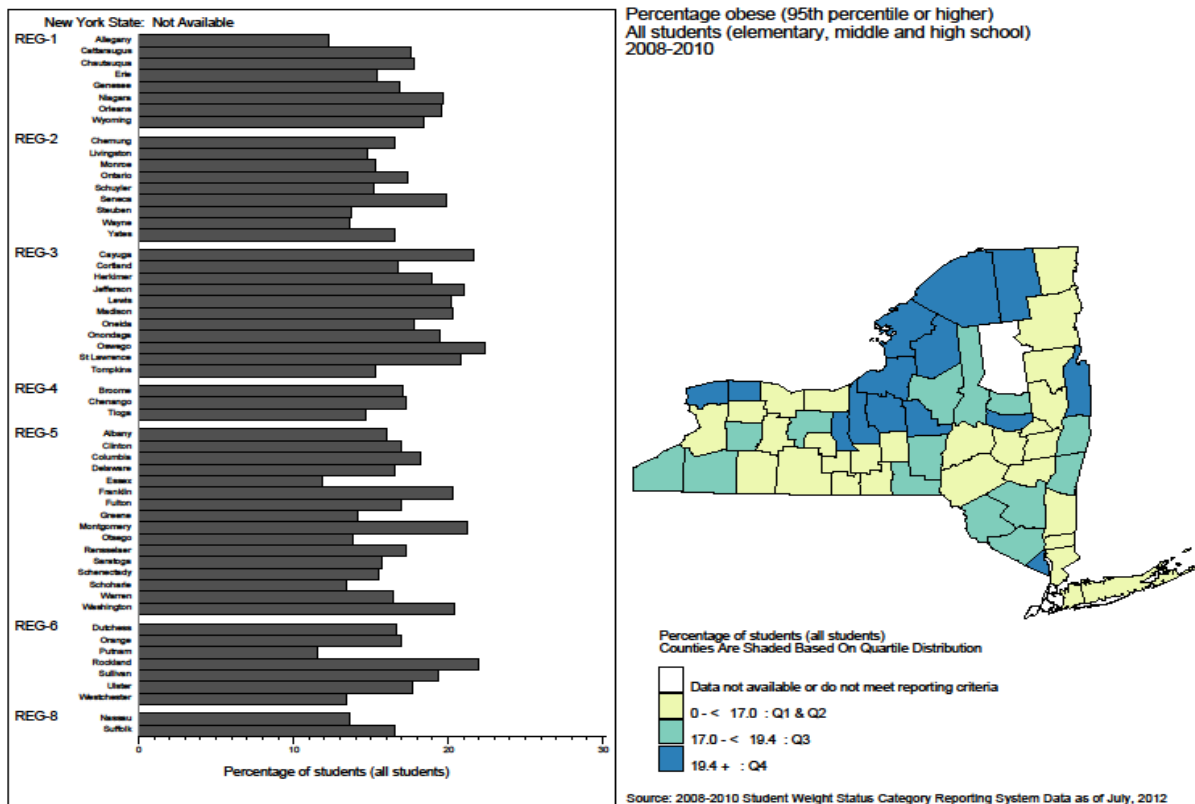 New York State: Not Available
REG-1
Allegany
Cattaraugus
Chautauqua
Erie
Genesee
Niagara
Orleans
Wyoming
REG-2
Chemung
Livingston
Monroe
Ontario
Schuyler
Seneca
Steuben
Wayne
Yates
REG-3
Cayuga
Cortland
Herkimer
Jefferson
Lewis
Madison
Oneida
Onondaga
Oswego
St Lawrence
Tompkins
REG-4
Broome
Chenango
Tioga
REG-5
Albany
Clinton
Columbia
Delaware
Essex
Franklin
Fulton
Greene
Montgomery
Otsego
Rensselaer
Saratoga
Schenectady
Schoharie
Warren
Washington
REG-6
Dutchess
Orange
Putnam
Rockland
Sullivan
Ulster
Westchester
REG-8
Nassau
Suffolk
0 10 20 30
Percentage of students (all students)
Percentage obese (95th percentile or higher)
All students (elementary, middle and high school)
2008-2010
Percentage of students (all students)
Counties Are Shaded Based On Quartile Distribution
Data not available or do not meet reporting criteria
0 - < 17.0 : Q1 & Q2
17.0 - < 19.4 : Q3
19.4 + : Q4
Source: 2008-2010 Student Weight Status Category Reporting System Data as of July, 2012